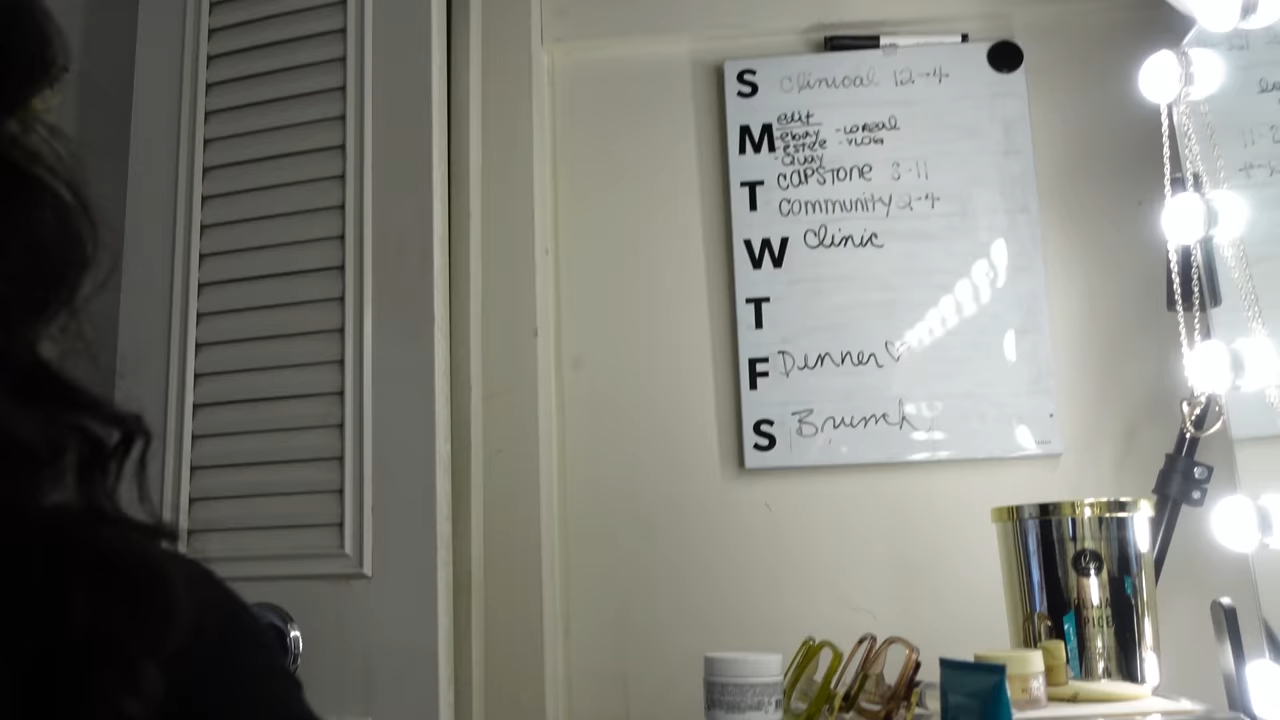 S Clinical 12-4
edit
M -ebay -Loreal
-estee -VLOG
-Quay
CAPSTONE 8-11
T
Community 2-4
W Clinic
T
F Dinner♡
S Brunch